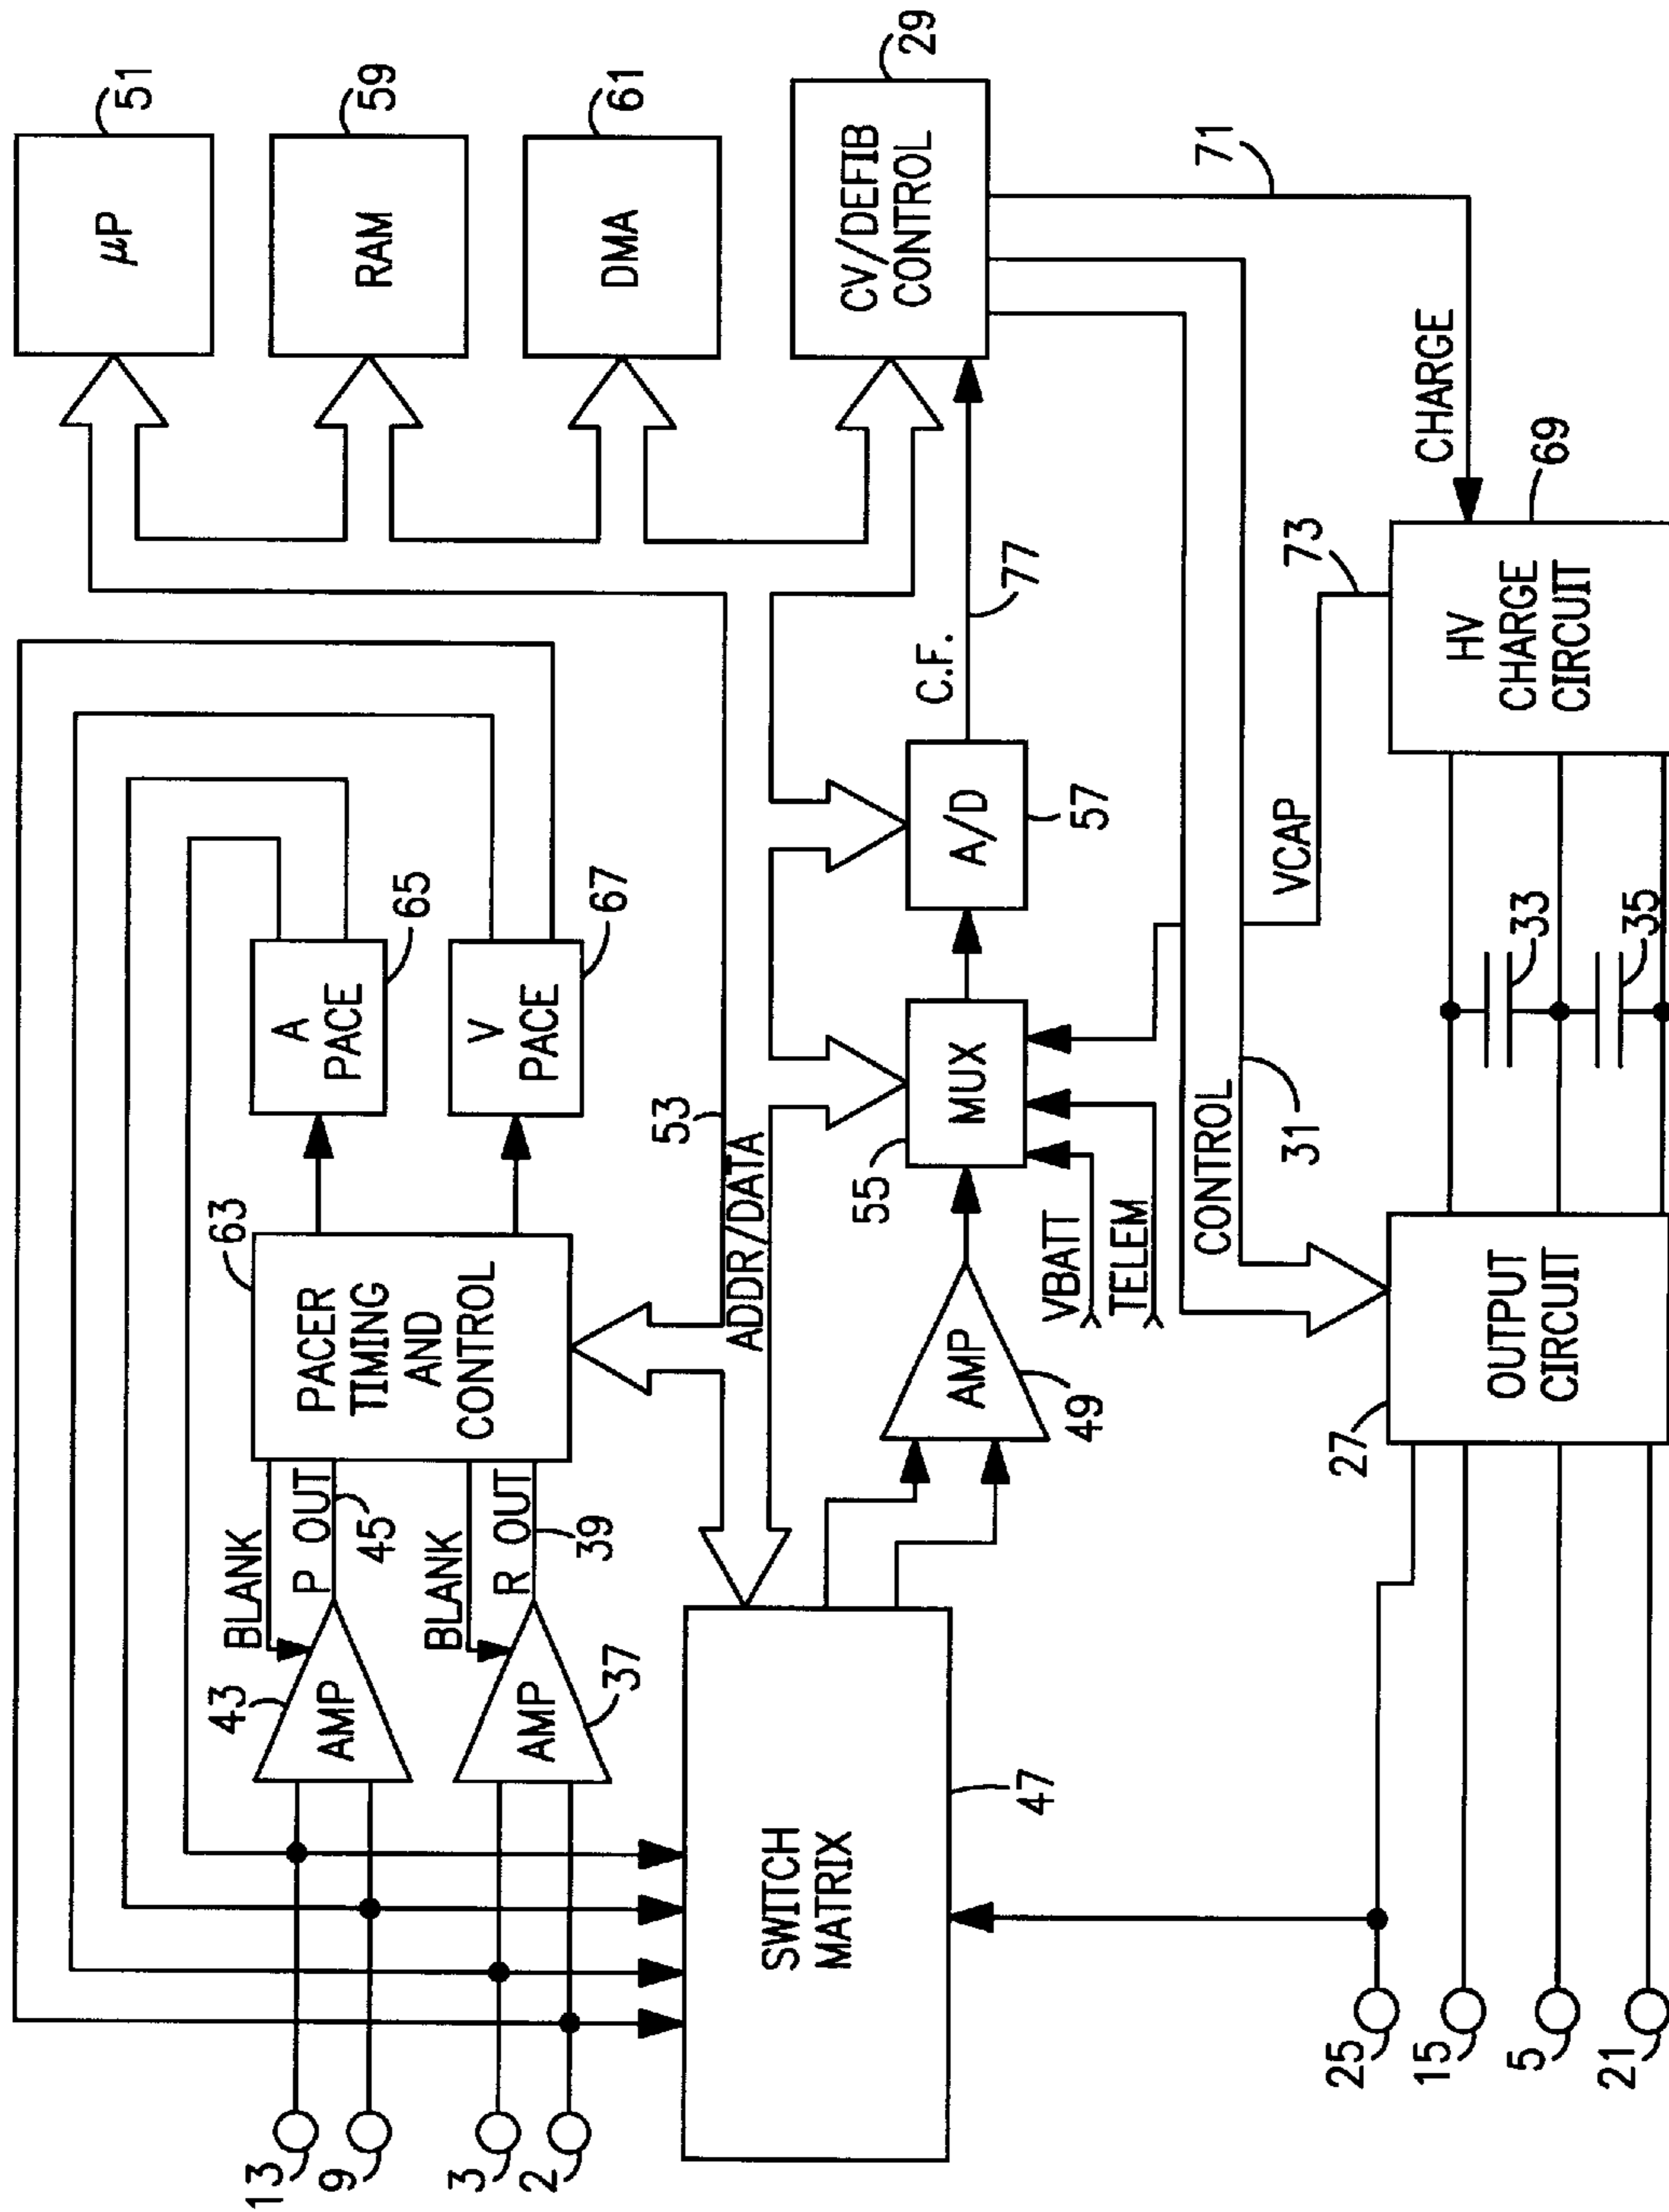 13
9
3
2
43
AMP
BLANK
P OUT
45
37
AMP
BLANK
R OUT
39
63
PACER
TIMING
AND
CONTROL
A
PACE
65
V
PACE
67
μP
51
RAM
59
DMA
61
SWITCH
MATRIX
47
53
ADDR/DATA
AMP
49
55
MUX
VBATT
TELEM
A/D
57
C.F.
77
CV/DEFIB
CONTROL
29
CONTROL
31
VCAP
73
71
CHARGE
25
15
5
21
27
OUTPUT
CIRCUIT
33
35
HV
CHARGE
CIRCUIT
69